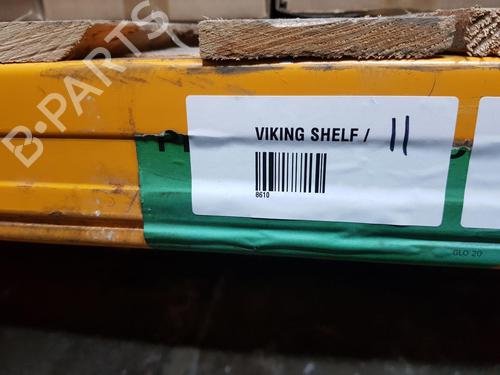 B-PARTS
VIKING SHELF / 11
8610
GLO 20